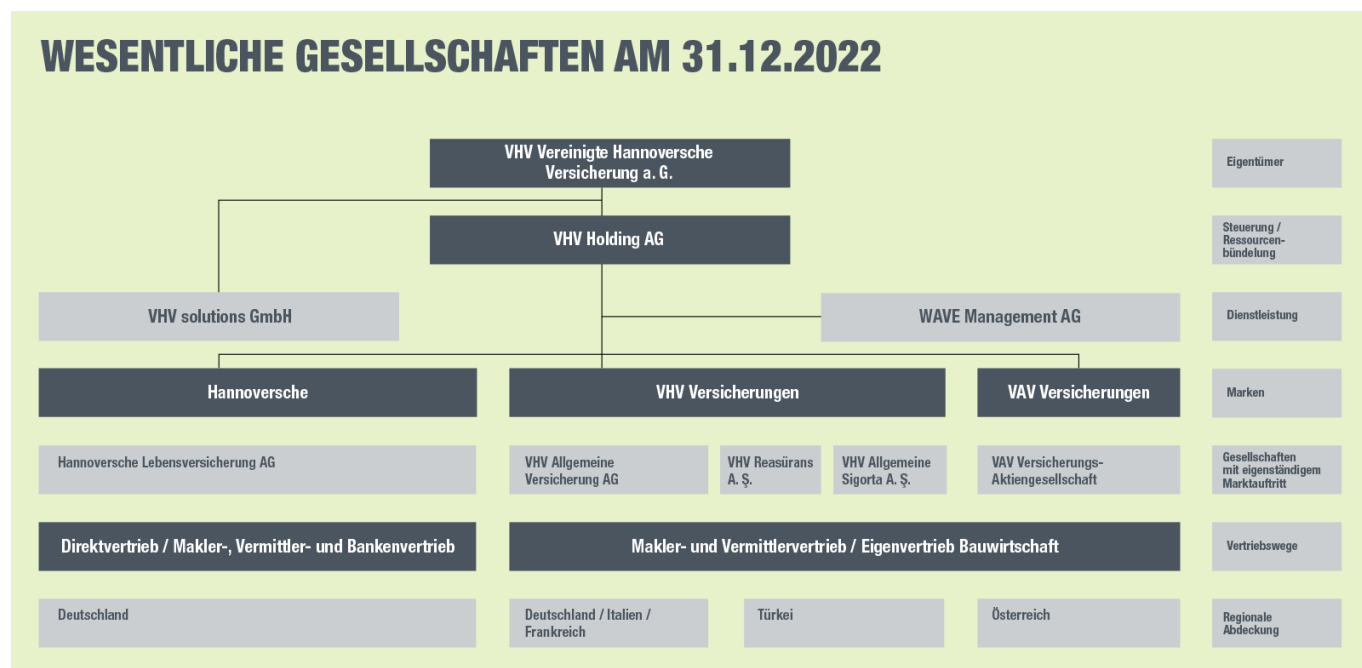 WESENTLICHE GESELLSCHAFTEN AM 31.12.2022
VHV Vereinigte Hannoversche
Versicherung a. G.
Eigentümer
VHV Holding AG
Steuerung /
Ressourcen-
bündelung
VHV solutions GmbH
WAVE Management AG
Dienstleistung
Hannoversche
VHV Versicherungen
VAV Versicherungen
Marken
Hannoversche Lebensversicherung AG
VHV Allgemeine
Versicherung AG
VHV Reasürans
A. Ş.
VHV Allgemeine
Sigorta A. Ş.
VAV Versicherungs-
Aktiengesellschaft
Gesellschaften
mit eigenständigem
Marktauftritt
Direktvertrieb / Makler-, Vermittler- und Bankenvertrieb
Makler- und Vermittlervertrieb / Eigenvertrieb Bauwirtschaft
Vertriebswege
Deutschland
Deutschland / Italien /
Frankreich
Türkei
Österreich
Regionale
Abdeckung